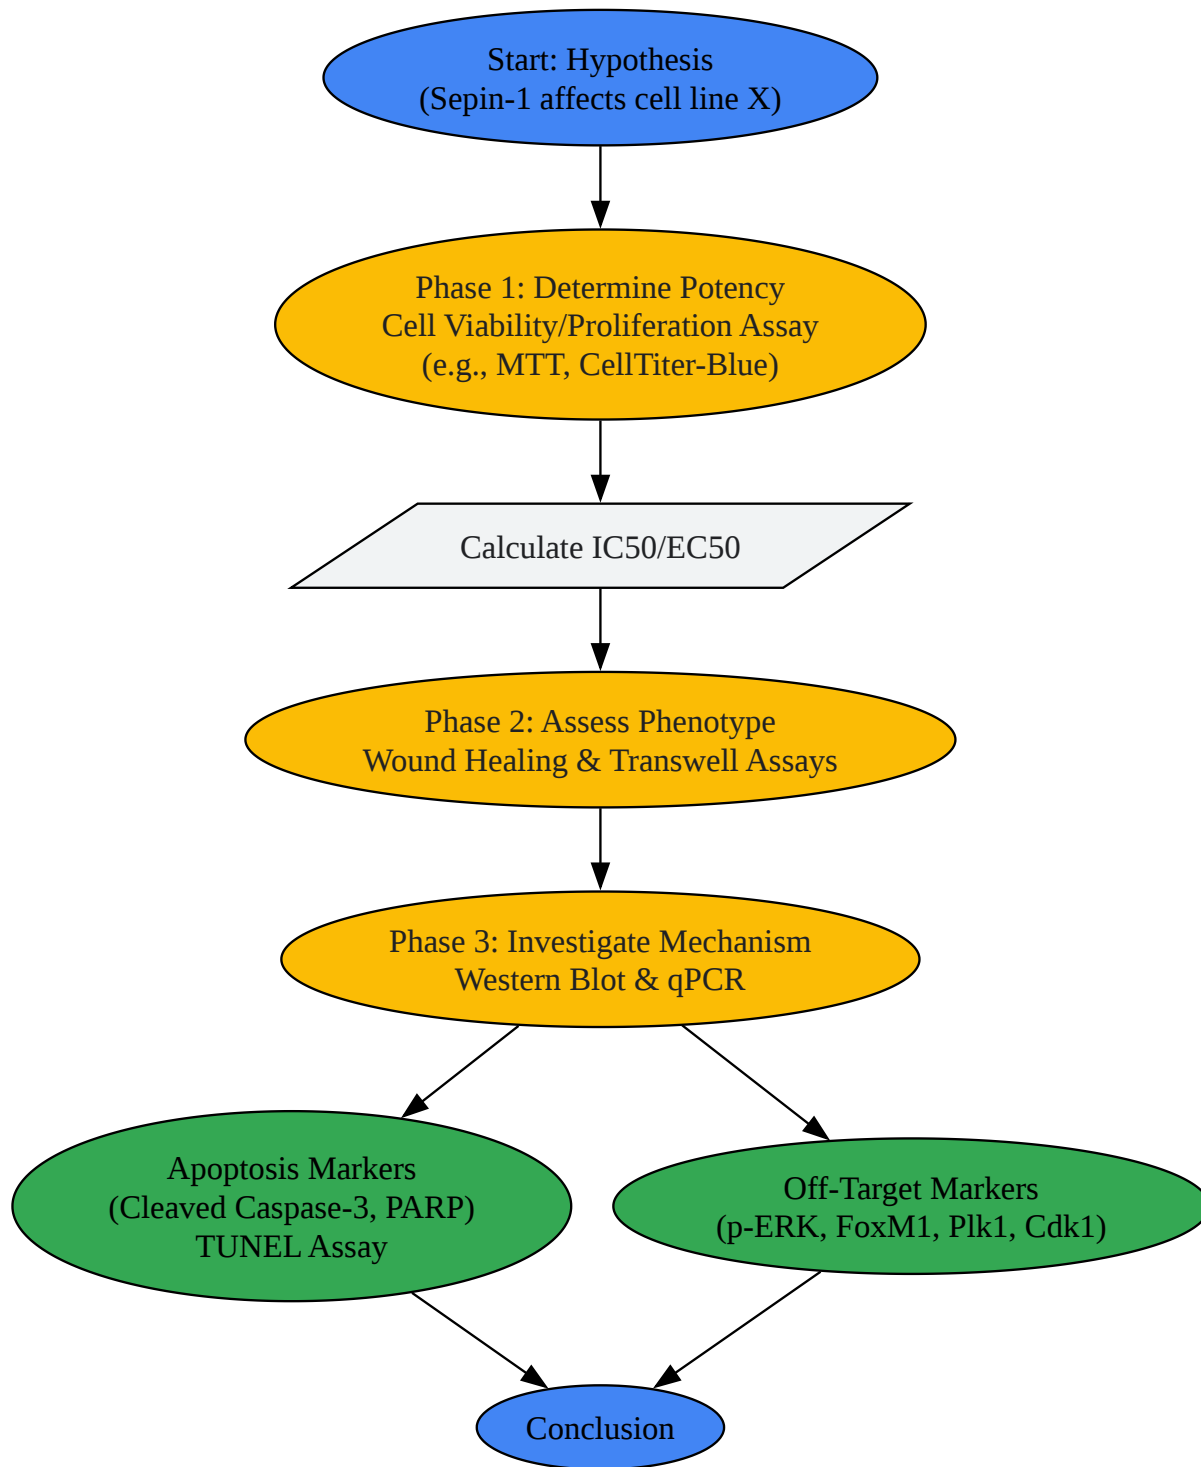 Start: Hypothesis
(Sepin-1 affects cell line X)
Phase 1: Determine Potency
Cell Viability/Proliferation Assay
(e.g., MTT, CellTiter-Blue)
Calculate IC50/EC50
Phase 2: Assess Phenotype
Wound Healing & Transwell Assays
Phase 3: Investigate Mechanism
Western Blot & qPCR
Apoptosis Markers
(Cleaved Caspase-3, PARP)
TUNEL Assay
Off-Target Markers
(p-ERK, FoxM1, Plk1, Cdk1)
Conclusion